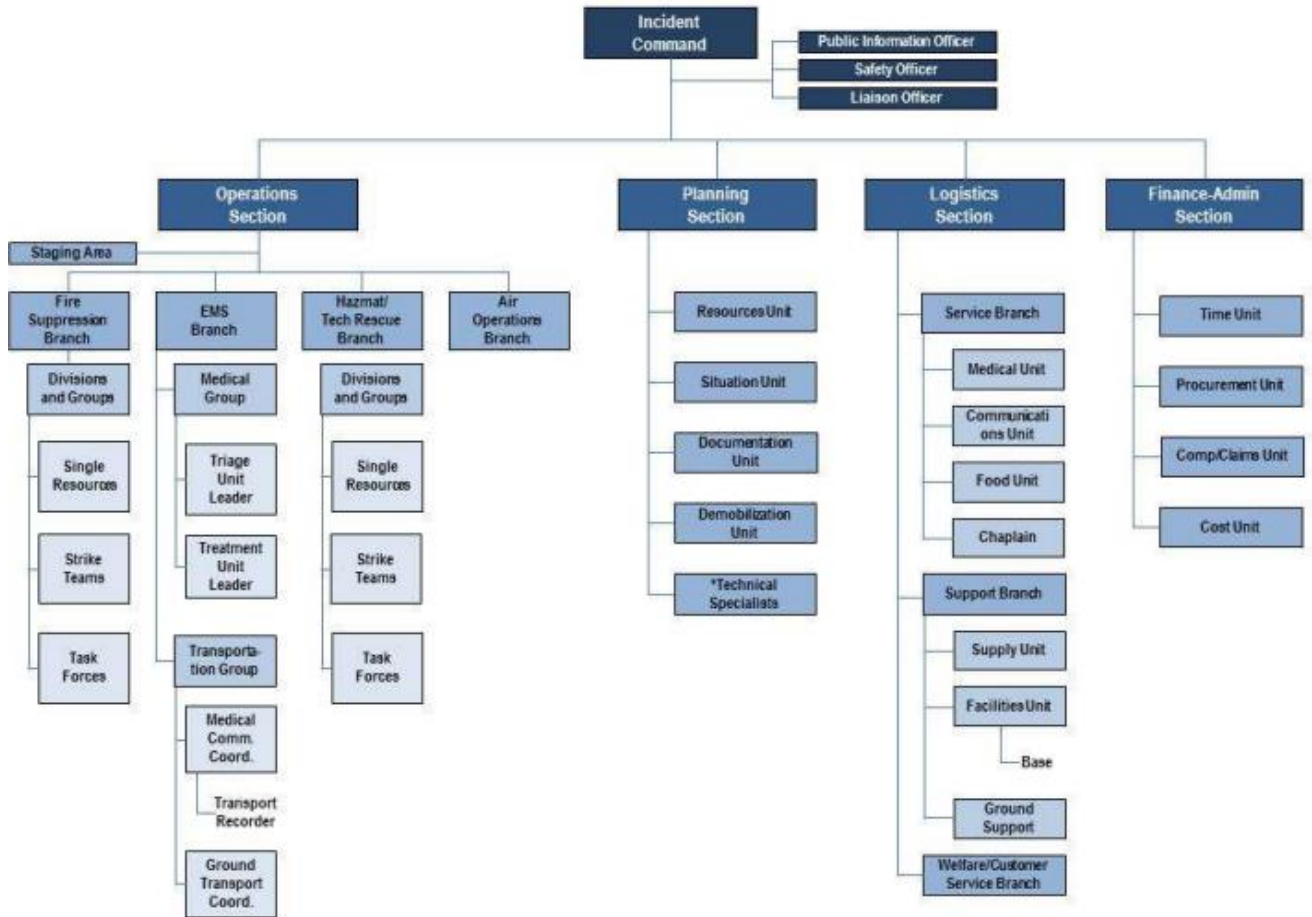 Incident
Command
Public Information Officer
Safety Officer
Liaison Officer
Operations
Section
Planning
Section
Logistics
Section
Finance-Admin
Section
Staging Area
Fire
Suppression
Branch
EMS
Branch
Hazmat/
Tech Rescue
Branch
Air
Operations
Branch
Divisions
and Groups
Single
Resources
Strike
Teams
Task
Forces
Medical
Group
Triage
Unit
Leader
Treatment
Unit
Leader
Transporta-
tion Group
Medical
Comm.
Coord.
Transport
Recorder
Ground
Transport
Coord.
Divisions
and Groups
Single
Resources
Strike
Teams
Task
Forces
Resources Unit
Situation Unit
Documentation
Unit
Demobilization
Unit
*Technical
Specialists
Service Branch
Medical Unit
Communicati
ons Unit
Food Unit
Chaplain
Support Branch
Supply Unit
Facilities Unit
Base
Ground
Support
Welfare/Customer
Service Branch
Time Unit
Procurement Unit
Comp/Claims Unit
Cost Unit